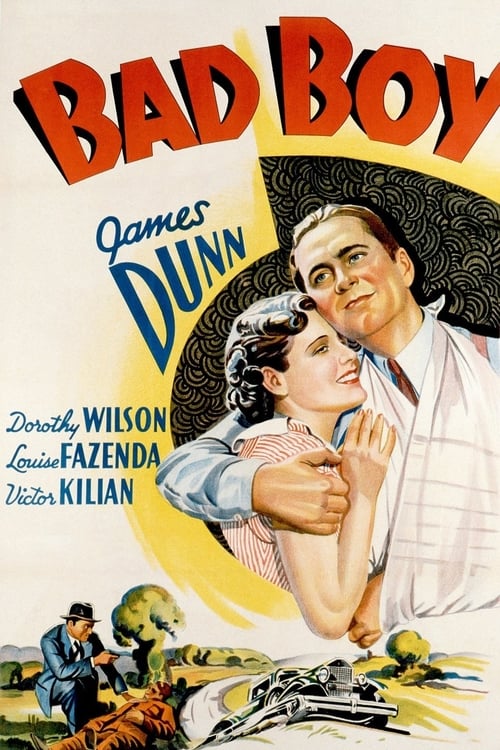 BAD BOY
James
DUNN
Dorothy WILSON
Louise FAZENDA
Victor KILIAN